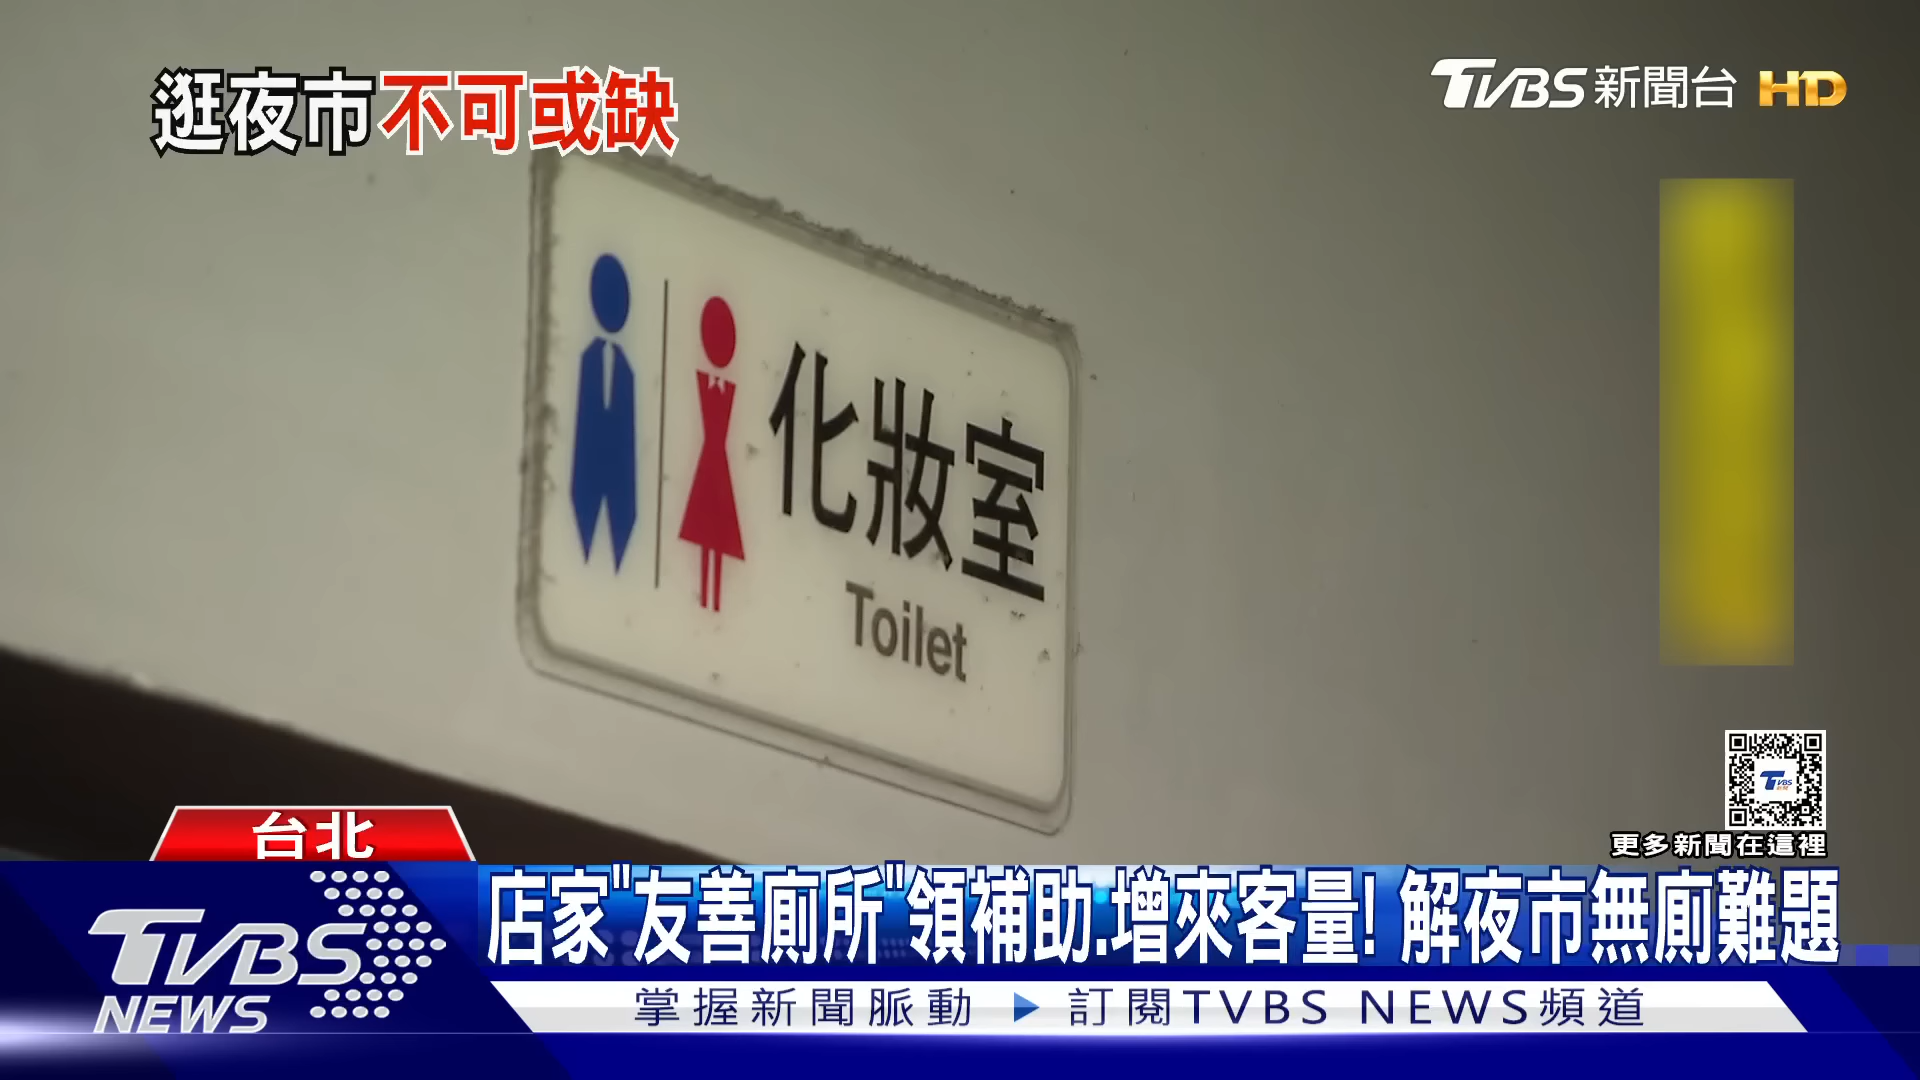 逛夜市不可或缺
TVBS新聞台 HD
化妝室
Toilet
TVBS
新聞
更多新聞在這裡
台北
店家"友善廁所"領補助.增來客量! 解夜市無廁難題
TVBS
NEWS
掌握新聞脈動 ▶ 訂閱TVBS NEWS頻道